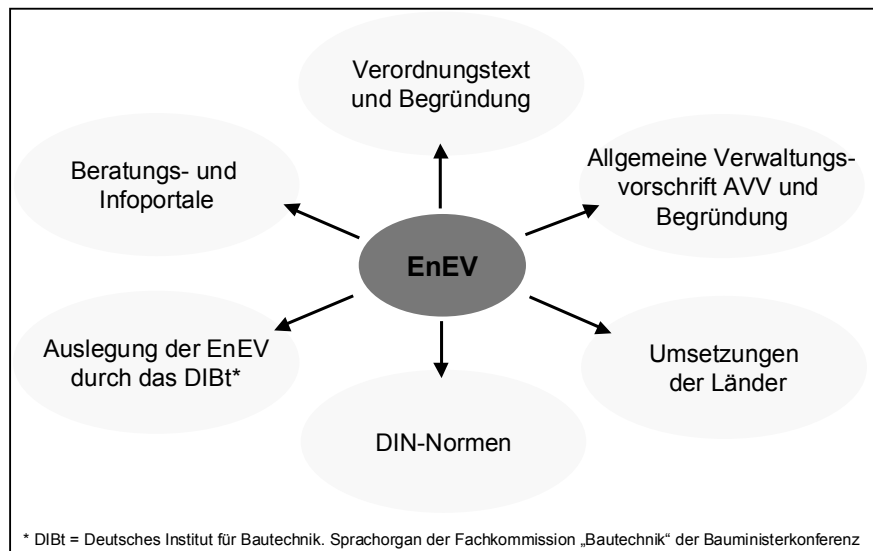 Verordnungstext
und Begründung
Beratungs- und
Infoportale
Allgemeine Verwaltungs-
vorschrift AVV und
Begründung
EnEV
Auslegung der EnEV
durch das DIBt*
Umsetzungen
der Länder
DIN-Normen
* DIBt = Deutsches Institut für Bautechnik. Sprachorgan der Fachkommission „Bautechnik“ der Bauministerkonferenz